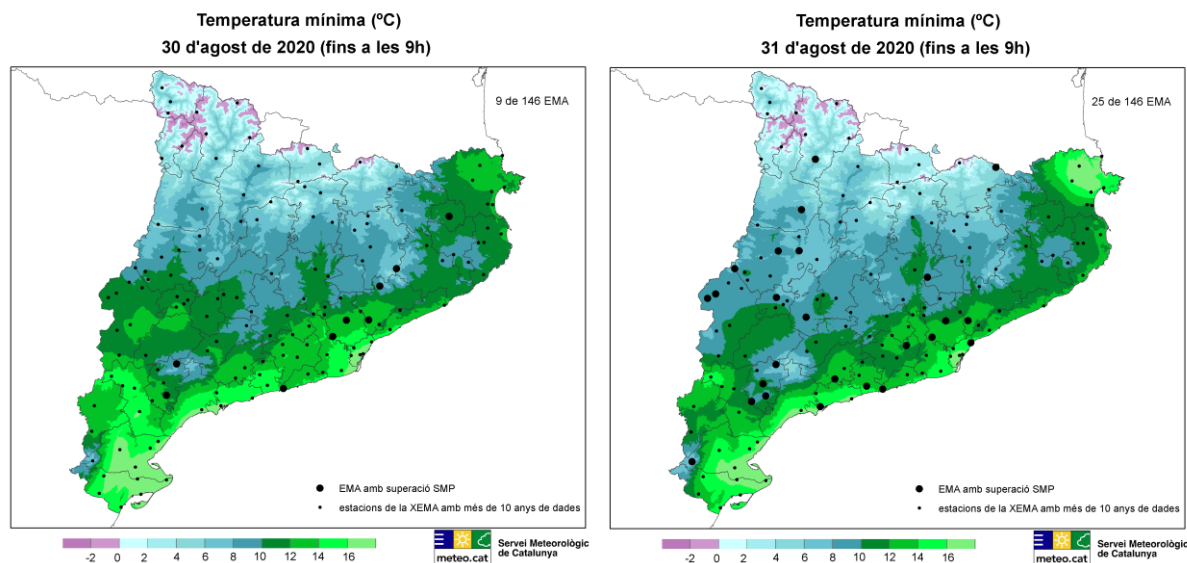 Temperatura mínima (ºC)
30 d'agost de 2020 (fins a les 9h)
9 de 146 EMA
EMA amb superació SMP
estacions de la XEMA amb més de 10 anys de dades
-2 0 2 4 6 8 10 12 14 16
meteo.cat
Servei Meteorològic
de Catalunya
Temperatura mínima (ºC)
31 d'agost de 2020 (fins a les 9h)
25 de 146 EMA
EMA amb superació SMP
estacions de la XEMA amb més de 10 anys de dades
-2 0 2 4 6 8 10 12 14 16
meteo.cat
Servei Meteorològic
de Catalunya